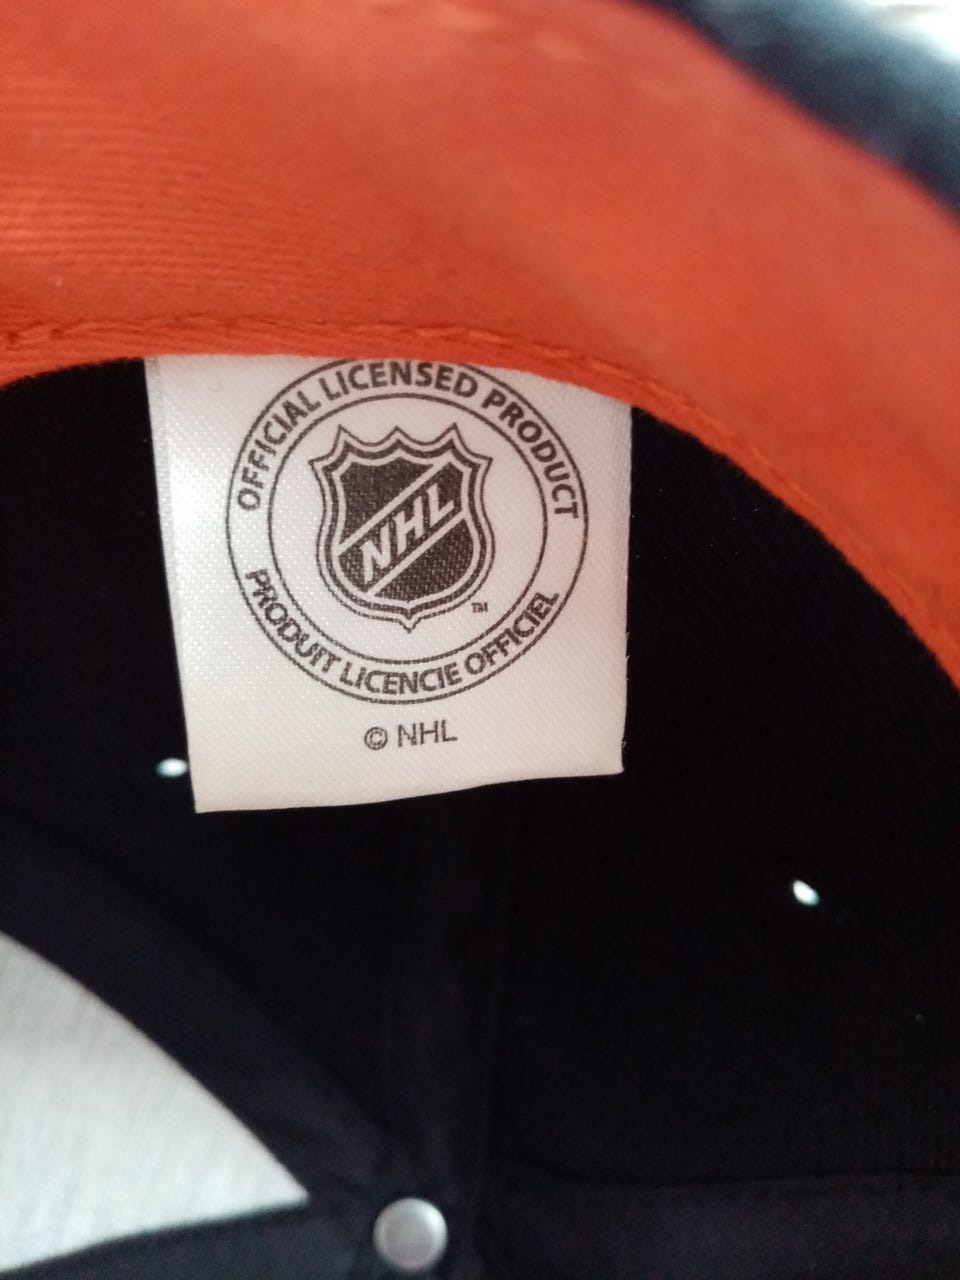 OFFICIAL LICENSED PRODUCT
NHL
TM
PRODUIT LICENCIE OFFICIEL
© NHL